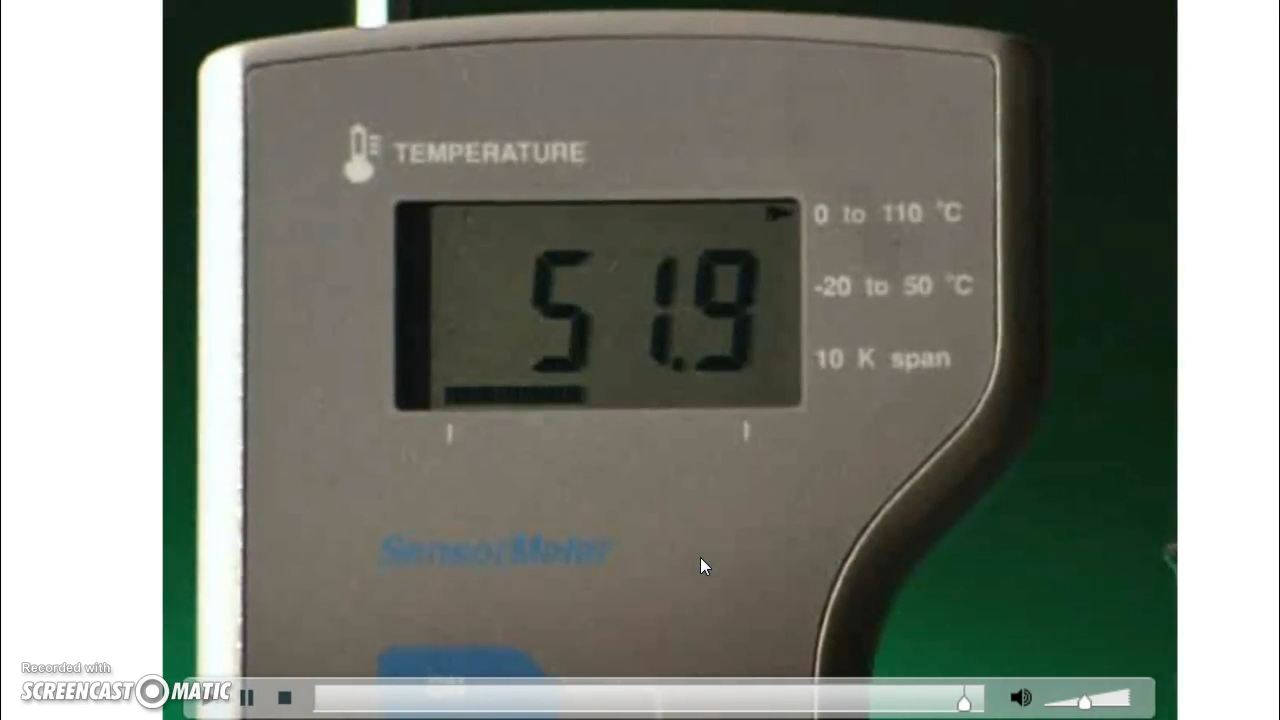 TEMPERATURE
0 to 110 °C
51.9
-20 to 50 °C
10 K span
SensorMeter
Recorded with
SCREENCAST O MATIC